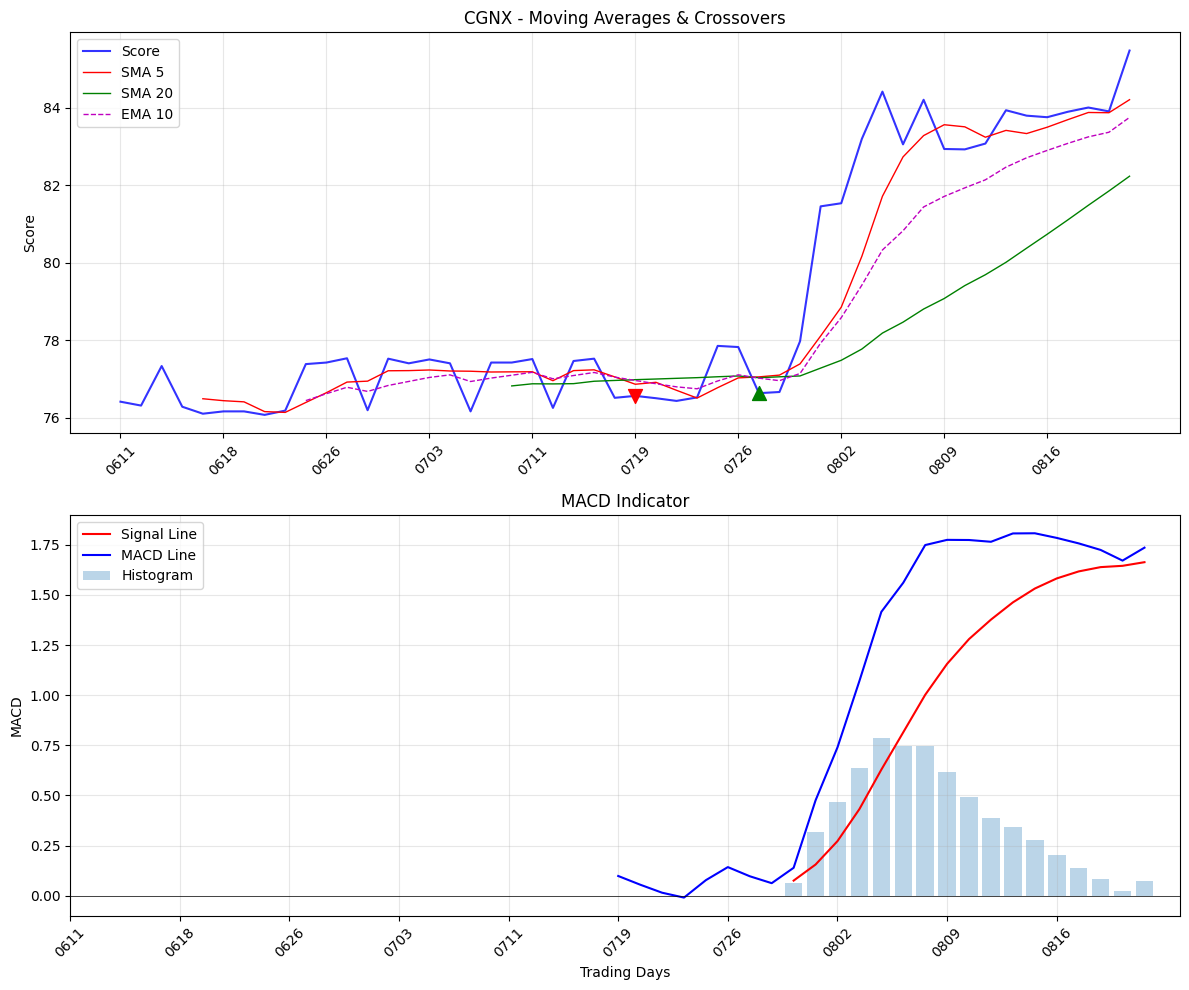 CGNX - Moving Averages & Crossovers
Score
SMA 5
SMA 20
EMA 10
Score
84
82
80
78
76
0611
0618
0626
0703
0711
0719
0726
0802
0809
0816
MACD Indicator
Signal Line
MACD Line
Histogram
MACD
1.75
1.50
1.25
1.00
0.75
0.50
0.25
0.00
0611
0618
0626
0703
0711
0719
0726
0802
0809
0816
Trading Days